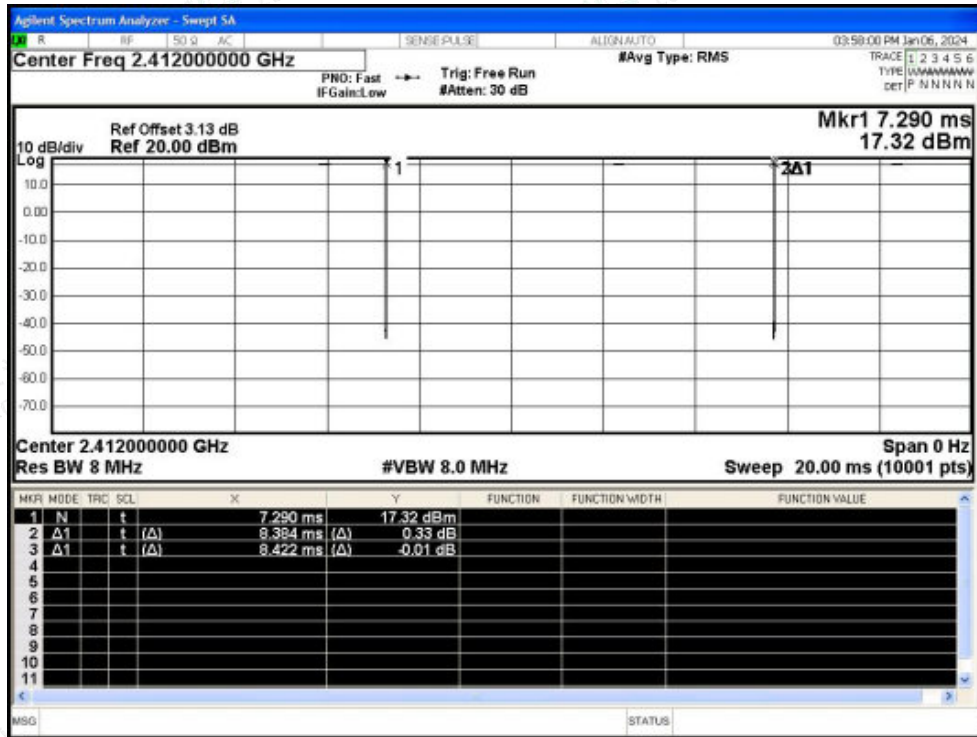 Agilent Spectrum Analyzer - Swept SA
R RF 50 Ω AC SENSE:PULSE ALIGNAUTO 03:58:00 PM Jan 06, 2024
Center Freq 2.412000000 GHz #Avg Type: RMS TRACE 1 2 3 4 5 6
PNO: Fast Trig: Free Run TYPE
IFGain:Low #Atten: 30 dB DET P N N N N N
Mkr1 7.290 ms
Ref Offset 3.13 dB
10 dB/div Ref 20.00 dBm 17.32 dBm
Log
1 2Δ1
10.0
0.00
-10.0
-20.0
-30.0
-40.0
-50.0
-60.0
-70.0
Center 2.412000000 GHz Span 0 Hz
Res BW 8 MHz #VBW 8.0 MHz Sweep 20.00 ms (10001 pts)
MKR MODE TRC SCL X Y FUNCTION FUNCTION WIDTH FUNCTION VALUE
1 N t 7.290 ms 17.32 dBm
2 Δ1 t (Δ) 8.384 ms (Δ) 0.33 dB
3 Δ1 t (Δ) 8.422 ms (Δ) -0.01 dB
4
5
6
7
8
9
10
11
MSG STATUS